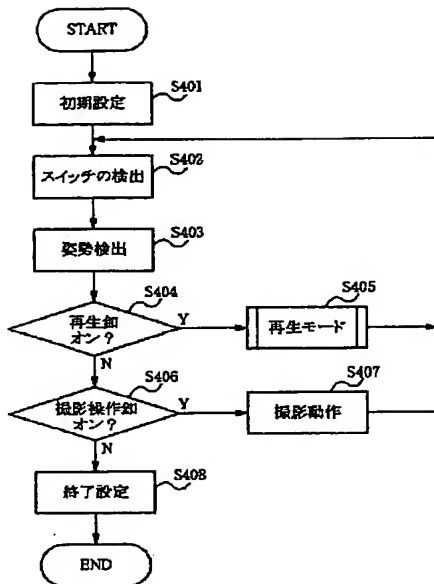 START
S401
初期設定
S402
スイッチの検出
S403
姿勢検出
S404
再生釦
オン?
Y
S405
再生モード
N
S406
撮影操作釦
オン?
Y
S407
撮影動作
N
S408
終了設定
END